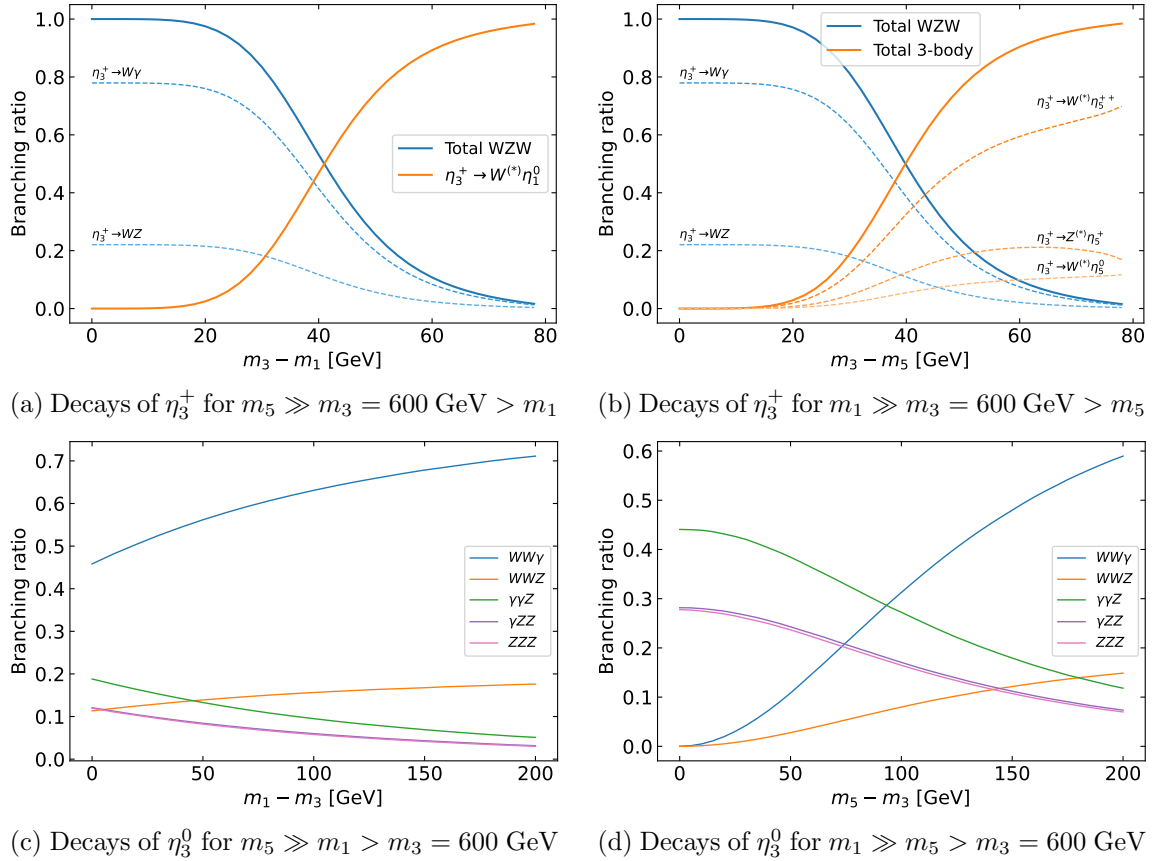 1.0
0.8
0.6
0.4
0.2
0.0
Branching ratio
η₃⁺→Wγ
η₃⁺→WZ
Total WZW
η₃⁺ → W⁽*⁾η₁⁰
0 20 40 60 80
m₃ − m₁ [GeV]
(a) Decays of η₃⁺ for m₅ ≫ m₃ = 600 GeV > m₁
1.0
0.8
0.6
0.4
0.2
0.0
Branching ratio
Total WZW
Total 3-body
η₃⁺→Wγ
η₃⁺→W⁽*⁾η₅⁺⁺
η₃⁺→WZ
η₃⁺→Z⁽*⁾η₅⁺
η₃⁺→W⁽*⁾η₅⁰
0 20 40 60 80
m₃ − m₅ [GeV]
(b) Decays of η₃⁺ for m₁ ≫ m₃ = 600 GeV > m₅
0.7
0.6
0.5
0.4
0.3
0.2
0.1
0.0
Branching ratio
WWγ
WWZ
γγZ
γZZ
ZZZ
0 50 100 150 200
m₁ − m₃ [GeV]
(c) Decays of η₃⁰ for m₅ ≫ m₁ > m₃ = 600 GeV
0.6
0.5
0.4
0.3
0.2
0.1
0.0
Branching ratio
WWγ
WWZ
γγZ
γZZ
ZZZ
0 50 100 150 200
m₅ − m₃ [GeV]
(d) Decays of η₃⁰ for m₁ ≫ m₅ > m₃ = 600 GeV